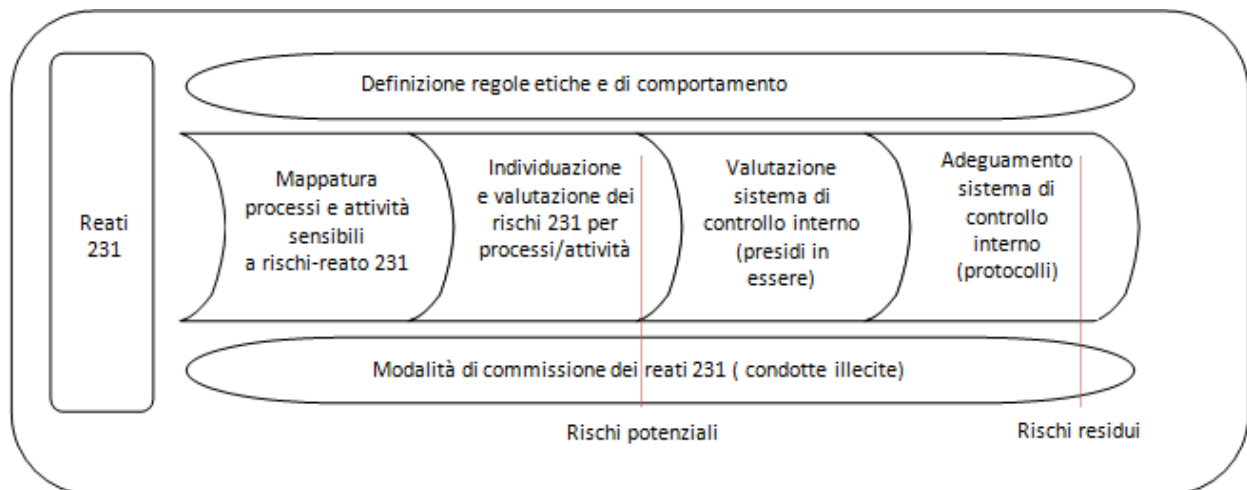 Definizione regole etiche e di comportamento
Reati
231
Mappatura
processi e attività
sensibili
a rischi-reato 231
Individuazione
e valutazione dei
rischi 231 per
processi/attività
Valutazione
sistema di
controllo interno
(presidi in
essere)
Adeguamento
sistema di
controllo
interno
(protocolli)
Modalità di commissione dei reati 231 ( condotte illecite)
Rischi potenziali
Rischi residui